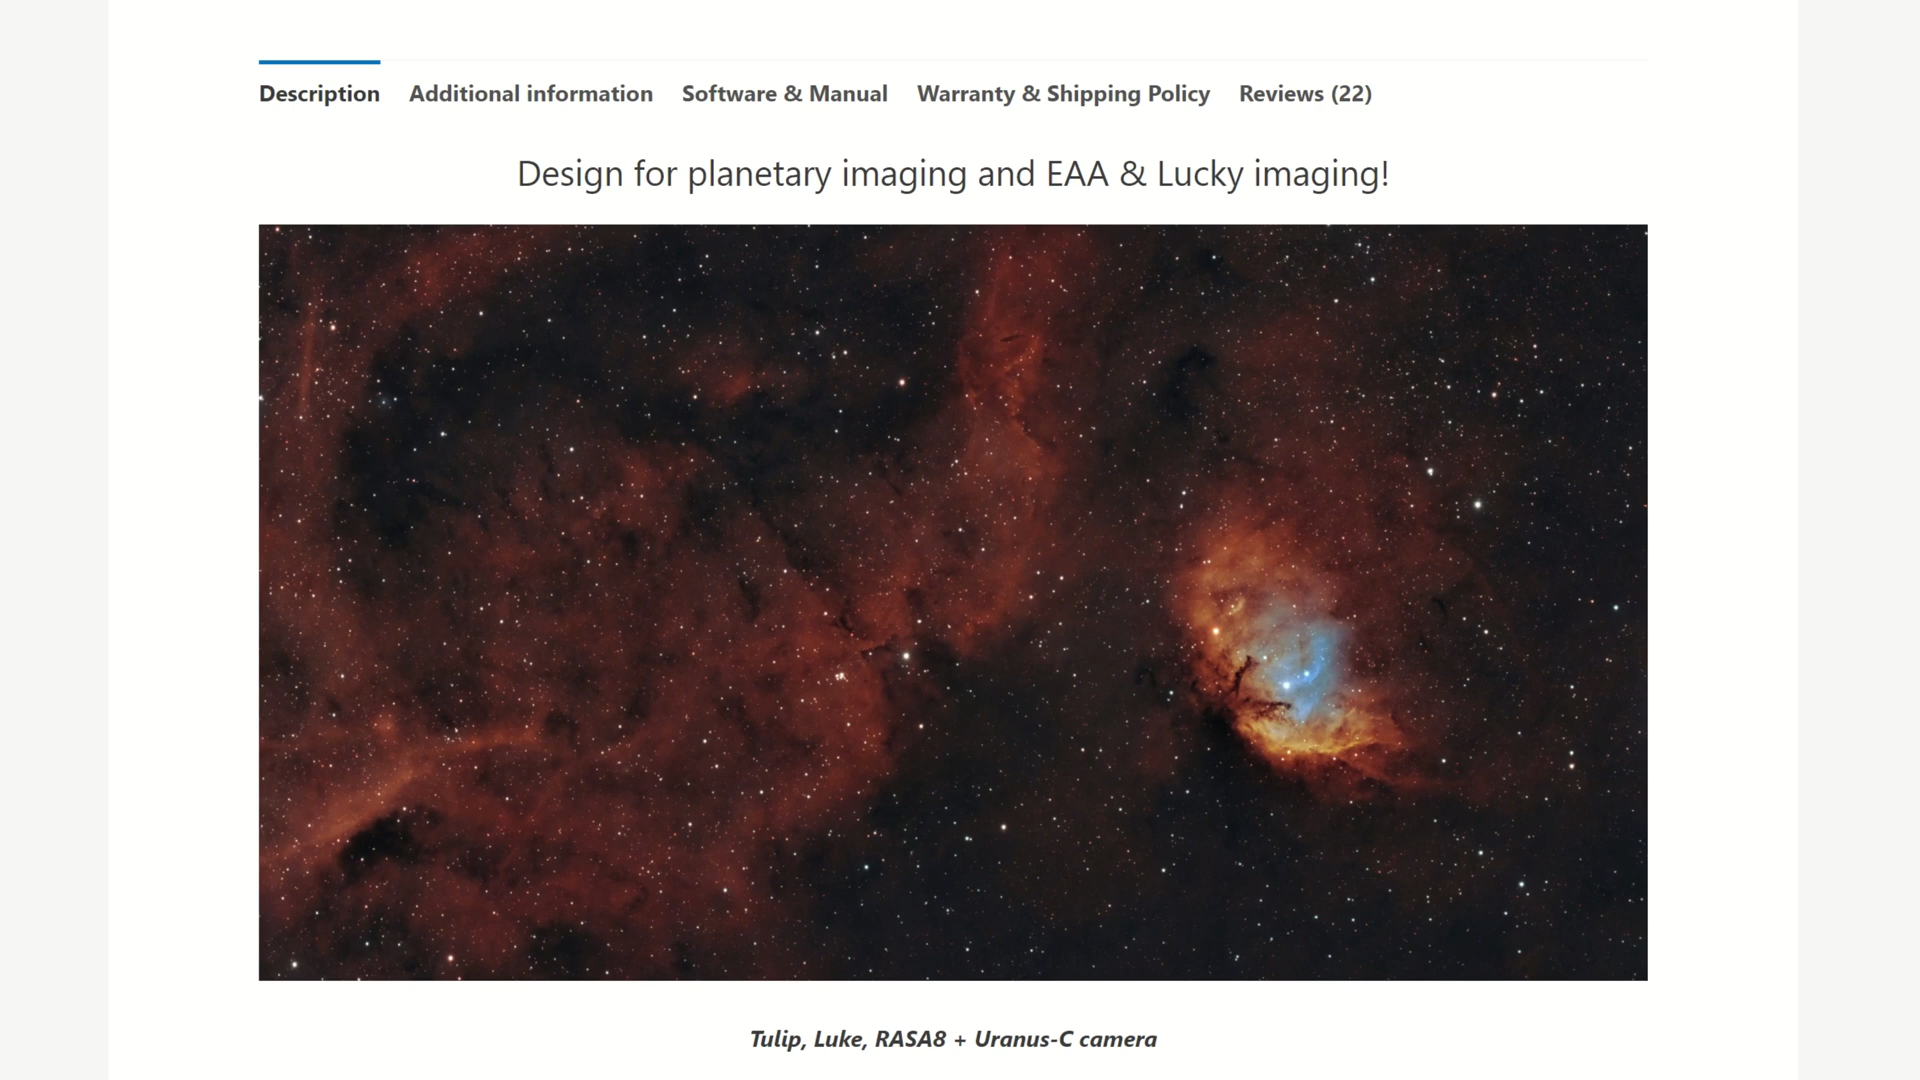 Description Additional information Software & Manual Warranty & Shipping Policy Reviews (22)
Design for planetary imaging and EAA & Lucky imaging!
Tulip, Luke, RASA8 + Uranus-C camera